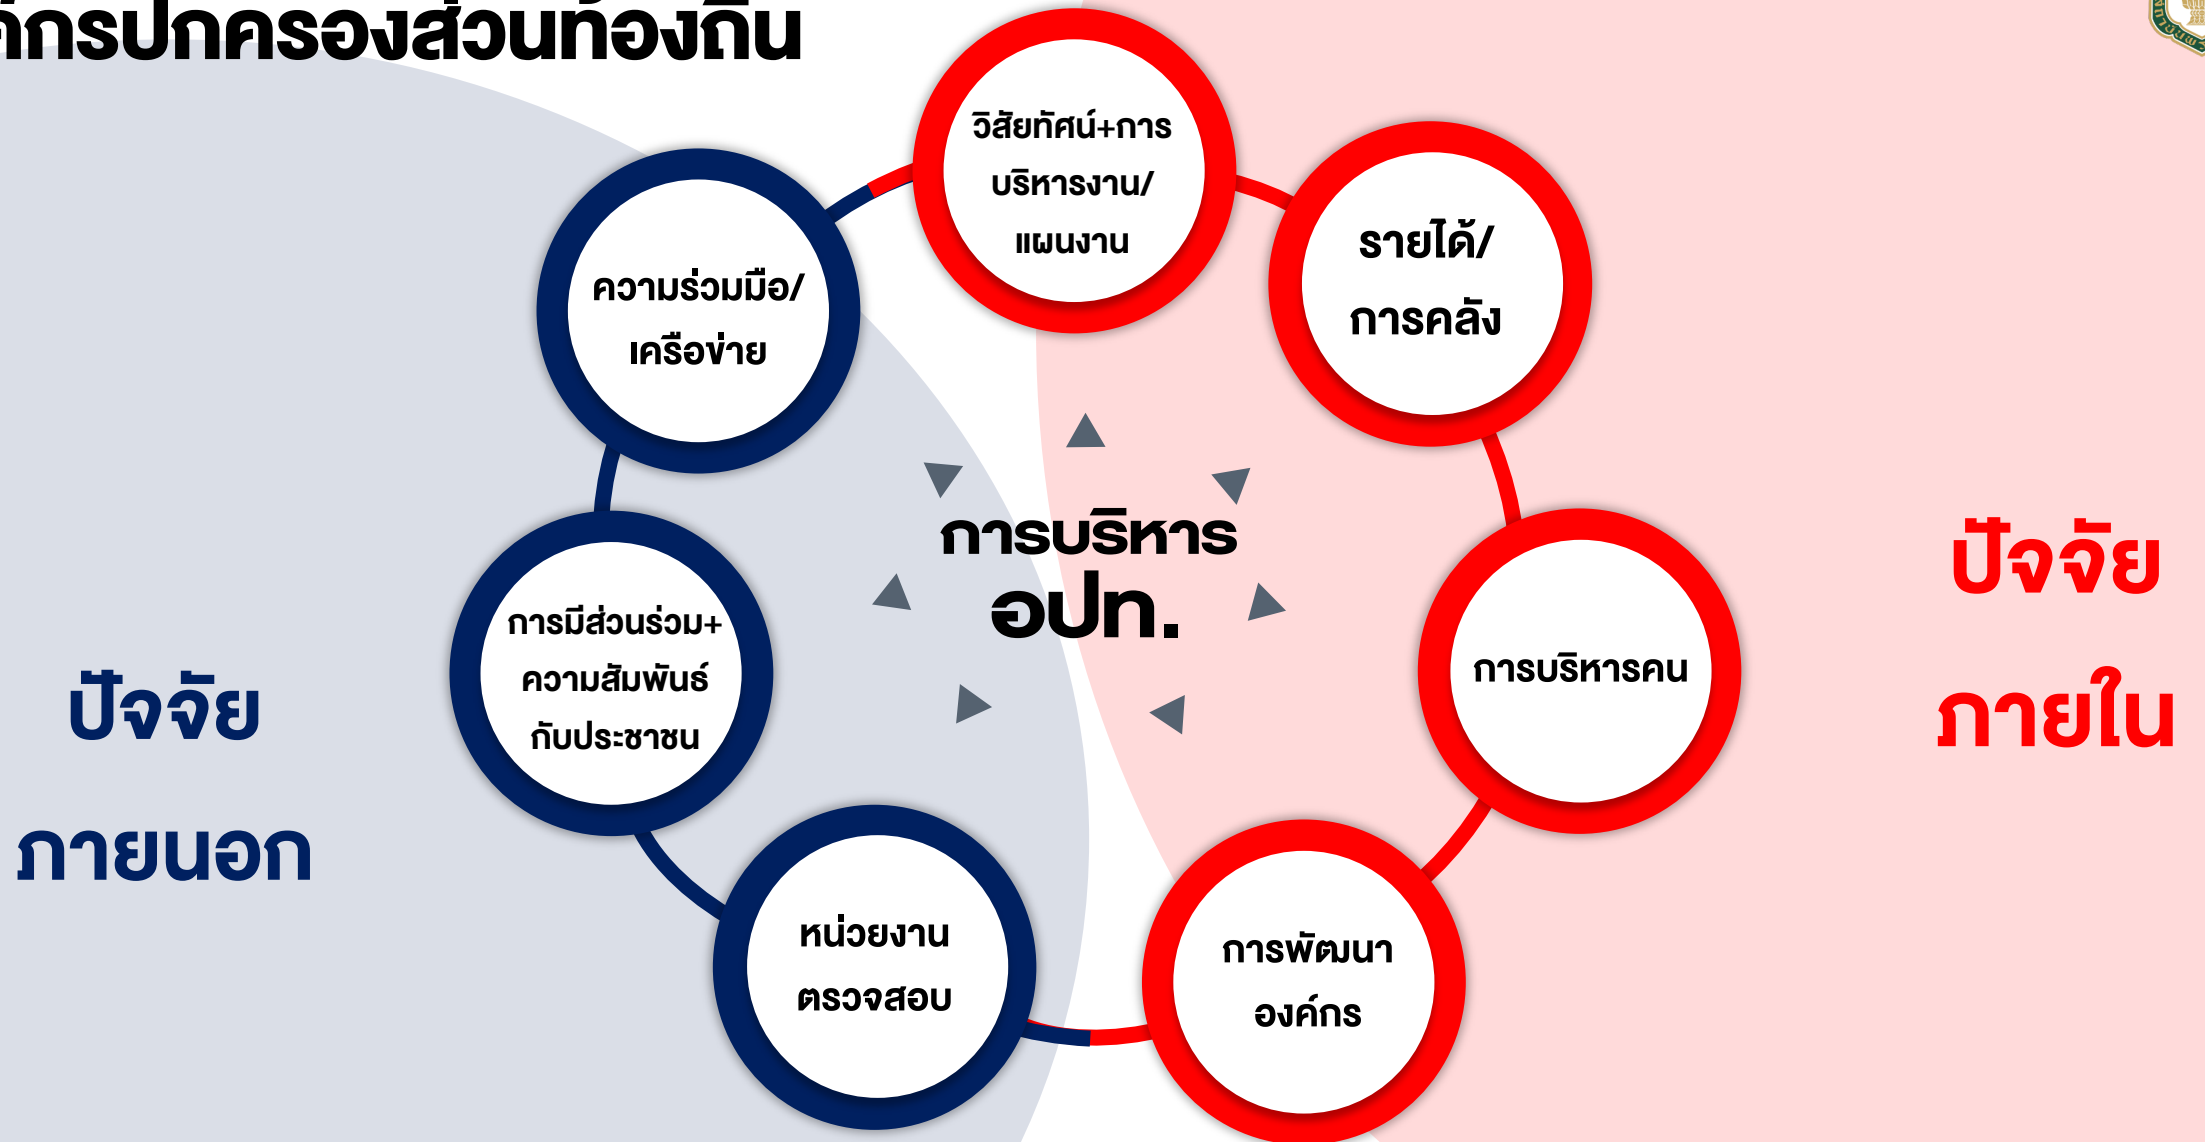 องค์กรปกครองส่วนท้องถิ่น
วิสัยทัศน์+การ
บริหารงาน/
แผนงาน
รายได้/
การคลัง
ความร่วมมือ/
เครือข่าย
การบริหาร
อปท.
การมีส่วนร่วม+
ความสัมพันธ์
กับประชาชน
การบริหารคน
ปัจจัย
ภายใน
ปัจจัย
ภายนอก
หน่วยงาน
ตรวจสอบ
การพัฒนา
องค์กร